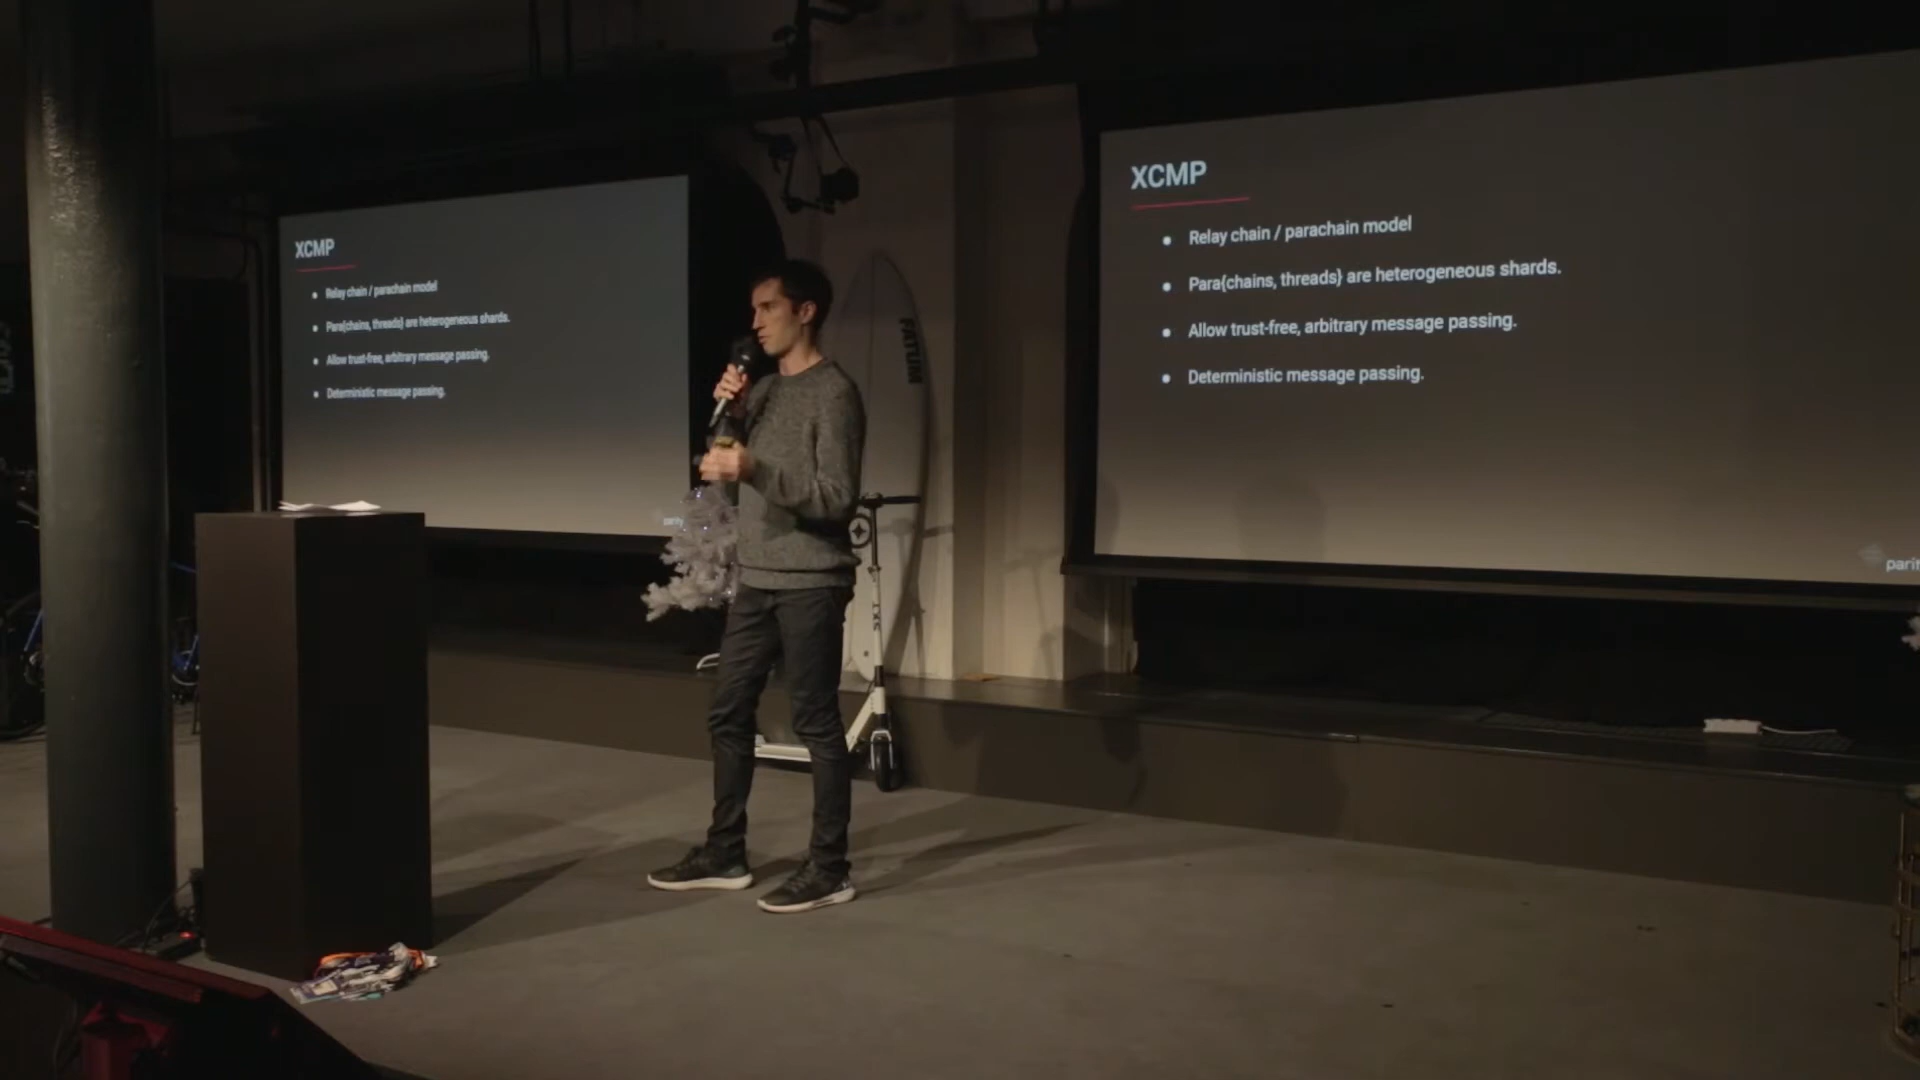 XCMP
Relay chain / parachain model
Para{chains, threads} are heterogeneous shards.
Allow trust-free, arbitrary message passing.
Deterministic message passing.
parity
FATUM
XCMP
Relay chain / parachain model
Para{chains, threads} are heterogeneous shards.
Allow trust-free, arbitrary message passing.
Deterministic message passing.
parit